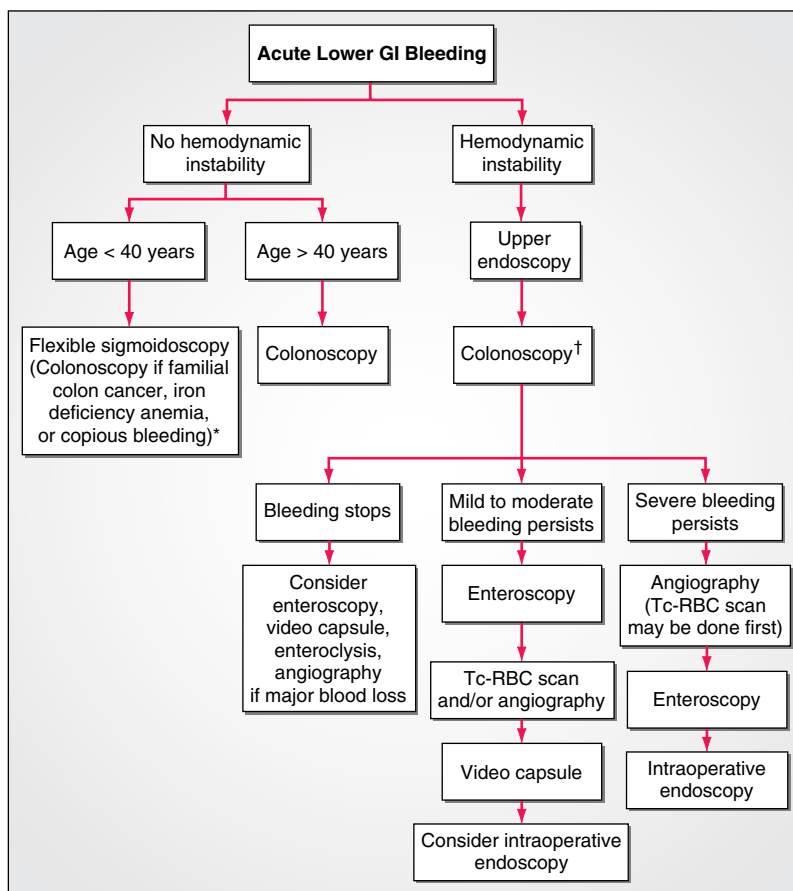 Acute Lower GI Bleeding
No hemodynamic
instability
Hemodynamic
instability
Age < 40 years
Age > 40 years
Upper
endoscopy
Flexible sigmoidoscopy
(Colonoscopy if familial
colon cancer, iron
deficiency anemia,
or copious bleeding)*
Colonoscopy
Colonoscopy†
Bleeding stops
Mild to moderate
bleeding persists
Severe bleeding
persists
Consider
enteroscopy,
video capsule,
enteroclysis,
angiography
if major blood loss
Enteroscopy
Angiography
(Tc-RBC scan
may be done first)
Tc-RBC scan
and/or angiography
Enteroscopy
Video capsule
Intraoperative
endoscopy
Consider intraoperative
endoscopy